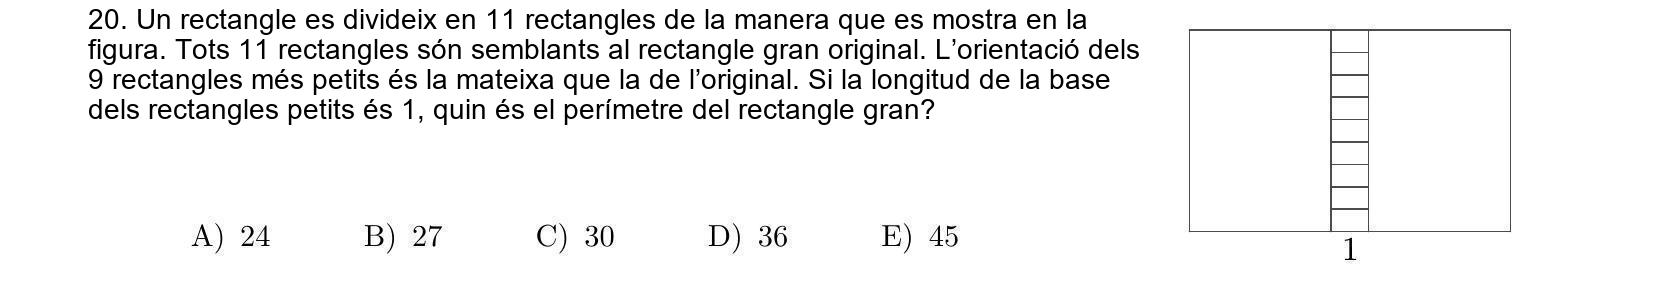 20. Un rectangle es divideix en 11 rectangles de la manera que es mostra en la
figura. Tots 11 rectangles són semblants al rectangle gran original. L'orientació dels
9 rectangles més petits és la mateixa que la de l'original. Si la longitud de la base
dels rectangles petits és 1, quin és el perímetre del rectangle gran?
A) 24 B) 27 C) 30 D) 36 E) 45
1